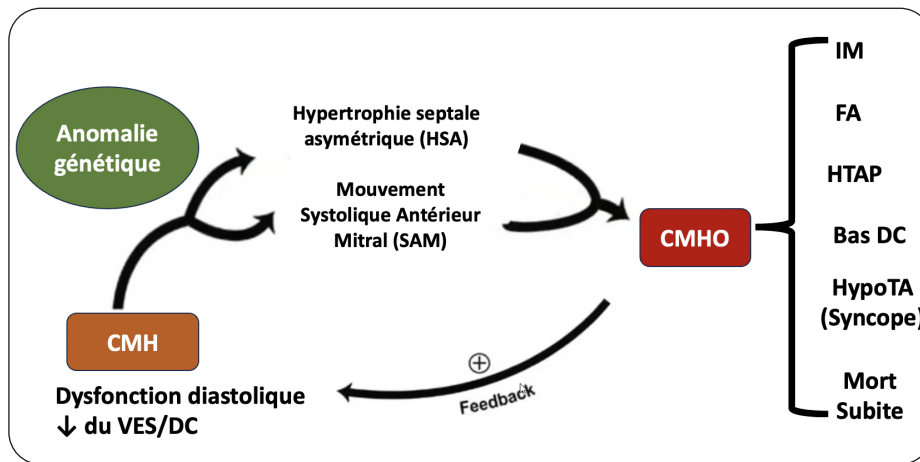 Anomalie
génétique
Hypertrophie septale
asymétrique (HSA)
Mouvement
Systolique Antérieur
Mitral (SAM)
CMH
Dysfonction diastolique
↓ du VES/DC
CMHO
+
Feedback
IM
FA
HTAP
Bas DC
HypoTA
(Syncope)
Mort
Subite